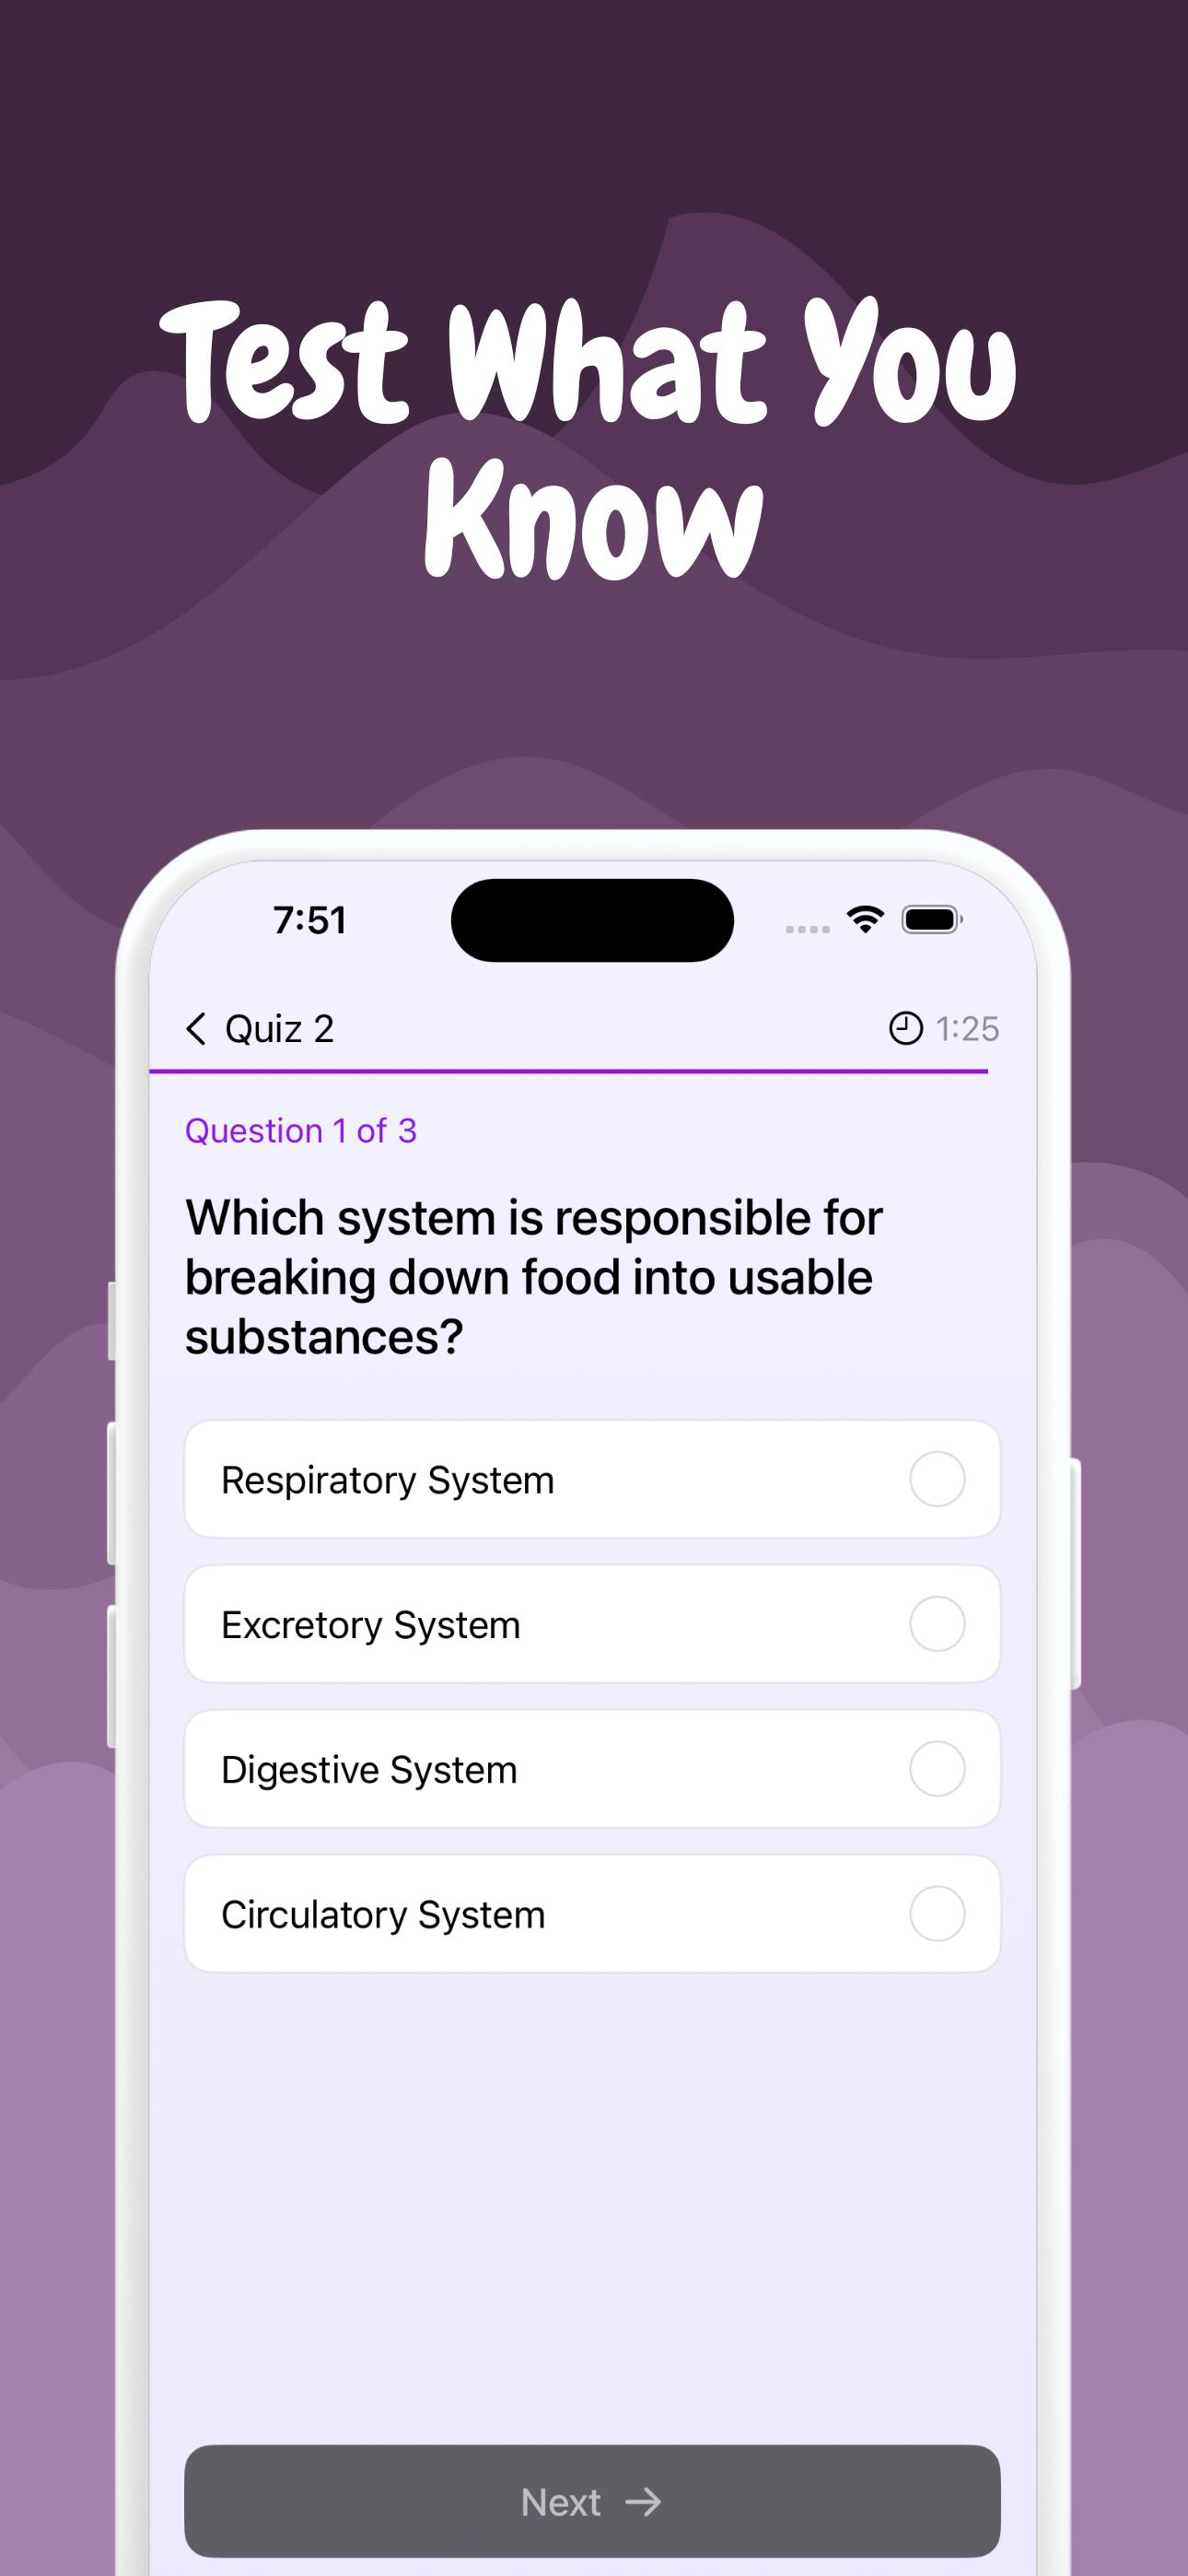 Test What You
Know
7:51
Quiz 2
1:25
Question 1 of 3
Which system is responsible for
breaking down food into usable
substances?
Respiratory System
Excretory System
Digestive System
Circulatory System
Next